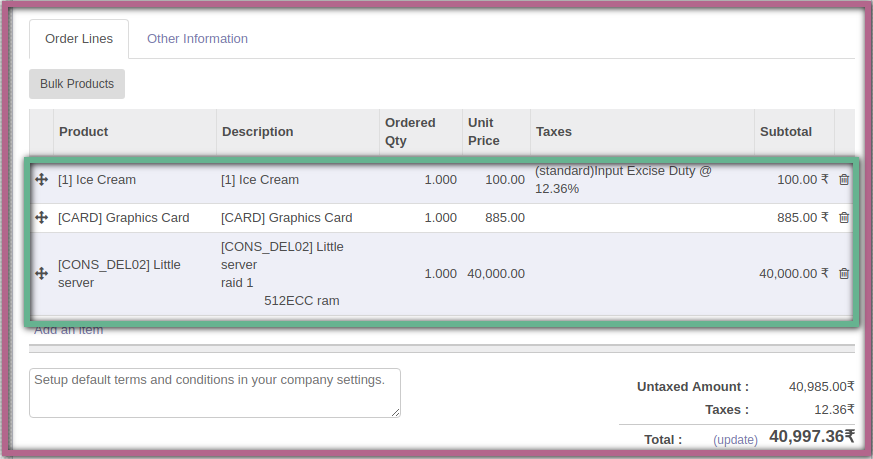 Order Lines Other Information
Bulk Products
Product Description Ordered Qty Unit Price Taxes Subtotal
[1] Ice Cream [1] Ice Cream 1.000 100.00 (standard)Input Excise Duty @ 12.36% 100.00 ₹
[CARD] Graphics Card [CARD] Graphics Card 1.000 885.00 885.00 ₹
[CONS_DEL02] Little server [CONS_DEL02] Little server raid 1 512ECC ram 1.000 40,000.00 40,000.00 ₹
Add an item
Setup default terms and conditions in your company settings.
Untaxed Amount : 40,985.00₹
Taxes : 12.36₹
Total : (update) 40,997.36₹